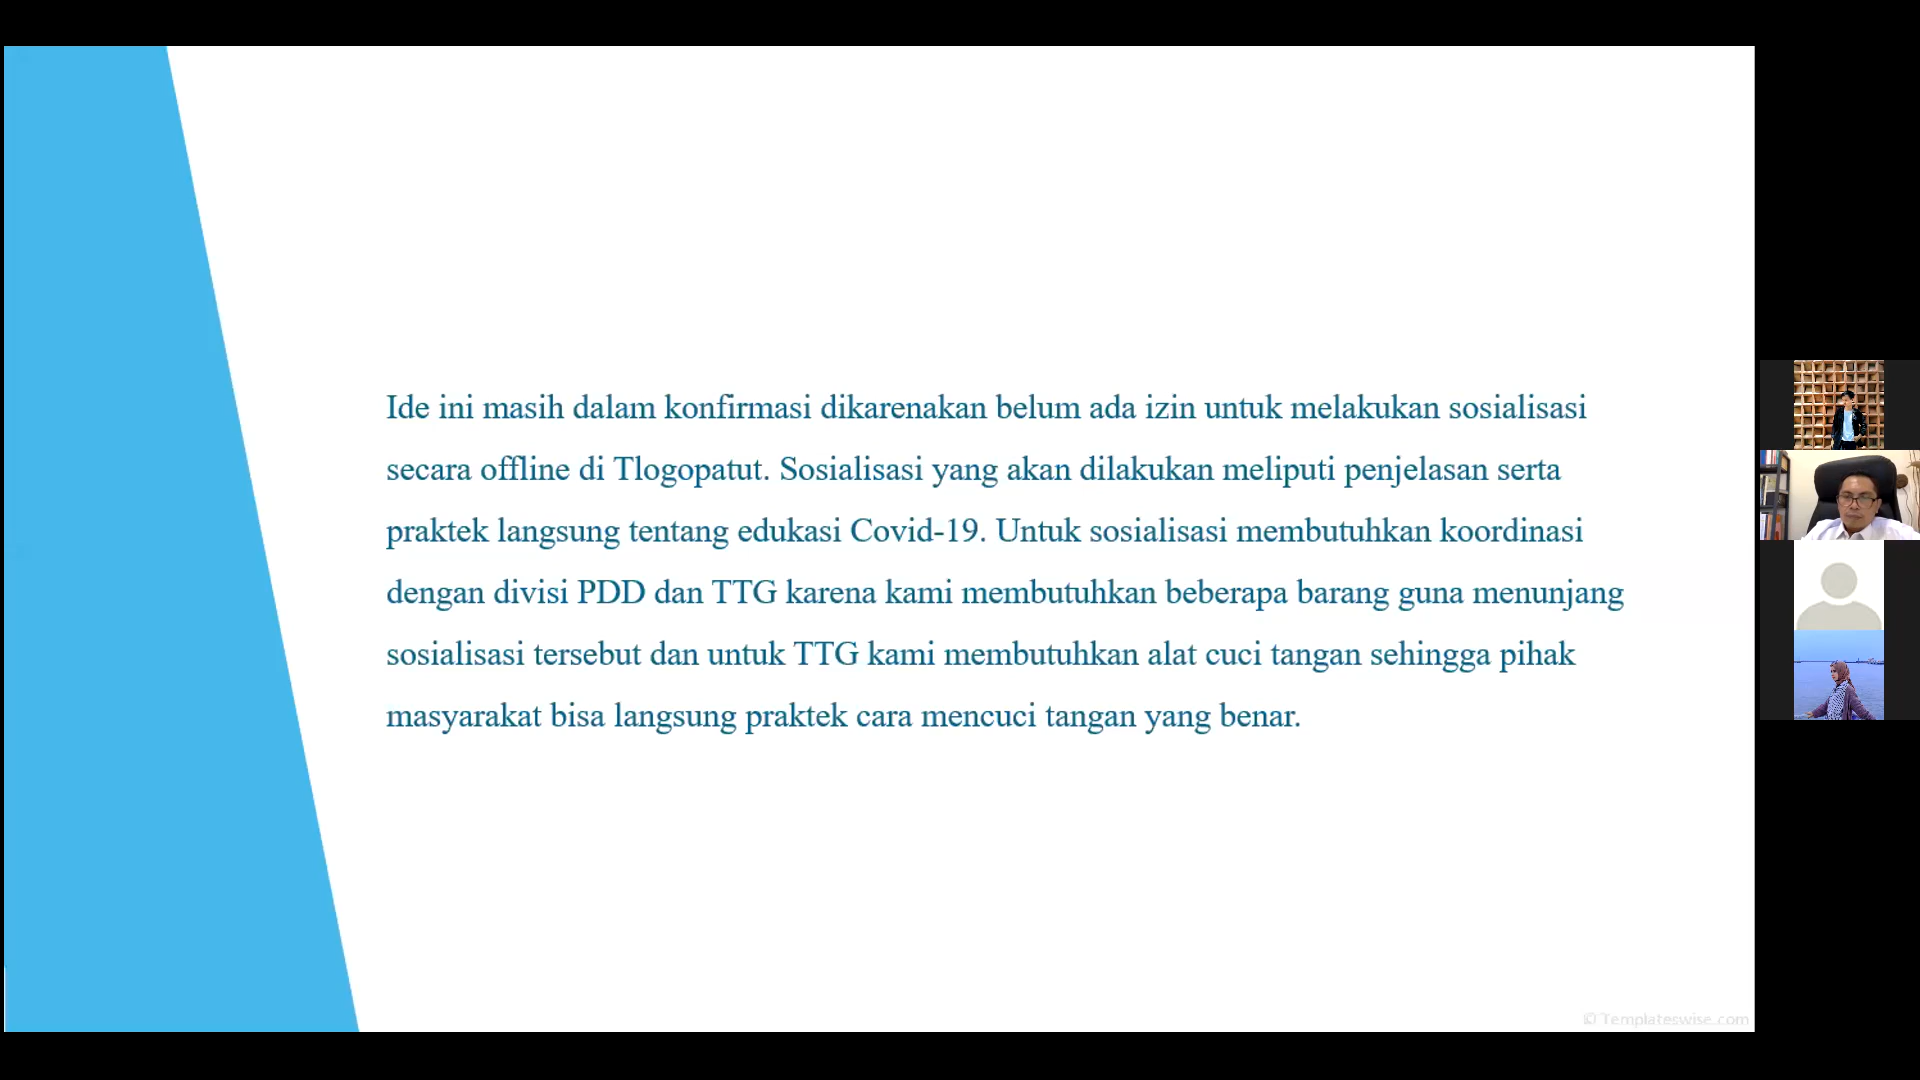 Ide ini masih dalam konfirmasi dikarenakan belum ada izin untuk melakukan sosialisasi
secara offline di Tlogopatut. Sosialisasi yang akan dilakukan meliputi penjelasan serta
praktek langsung tentang edukasi Covid-19. Untuk sosialisasi membutuhkan koordinasi
dengan divisi PDD dan TTG karena kami membutuhkan beberapa barang guna menunjang
sosialisasi tersebut dan untuk TTG kami membutuhkan alat cuci tangan sehingga pihak
masyarakat bisa langsung praktek cara mencuci tangan yang benar.
© Templateswise.com